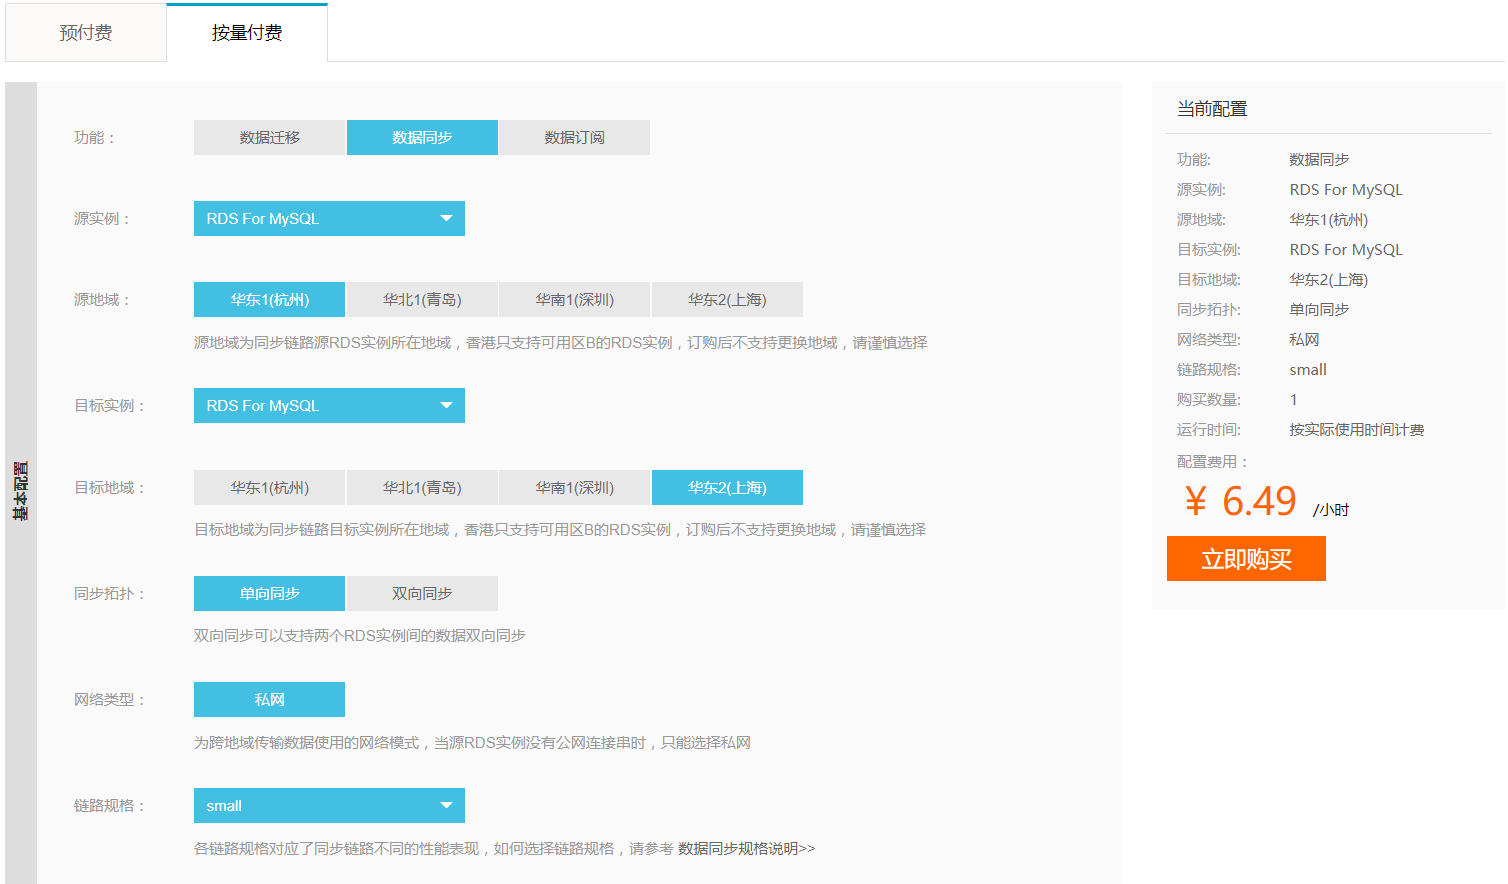 预付费
按量付费
基本配置
功能：
数据迁移
数据同步
数据订阅
源实例：
RDS For MySQL
源地域：
华东1(杭州)
华北1(青岛)
华南1(深圳)
华东2(上海)
源地域为同步链路源RDS实例所在地域，香港只支持可用区B的RDS实例，订购后不支持更换地域，请谨慎选择
目标实例：
RDS For MySQL
目标地域：
华东1(杭州)
华北1(青岛)
华南1(深圳)
华东2(上海)
目标地域为同步链路目标实例所在地域，香港只支持可用区B的RDS实例，订购后不支持更换地域，请谨慎选择
同步拓扑：
单向同步
双向同步
双向同步可以支持两个RDS实例间的数据双向同步
网络类型：
私网
为跨地域传输数据使用的网络模式，当源RDS实例没有公网连接串时，只能选择私网
链路规格：
small
各链路规格对应了同步链路不同的性能表现，如何选择链路规格，请参考 数据同步规格说明>>
当前配置
功能: 数据同步
源实例: RDS For MySQL
源地域: 华东1(杭州)
目标实例: RDS For MySQL
目标地域: 华东2(上海)
同步拓扑: 单向同步
网络类型: 私网
链路规格: small
购买数量: 1
运行时间: 按实际使用时间计费
配置费用：
¥ 6.49 /小时
立即购买